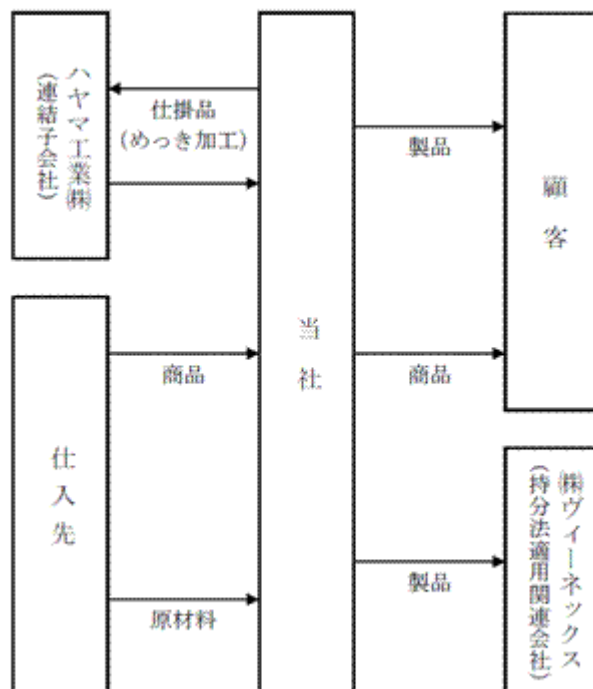 ハヤマ工業㈱
(連結子会社)
仕掛品
(めっき加工)
製品
顧客
当社
仕入先
商品
商品
原材料
製品
㈱ヴィーネックス
(持分法適用関連会社)